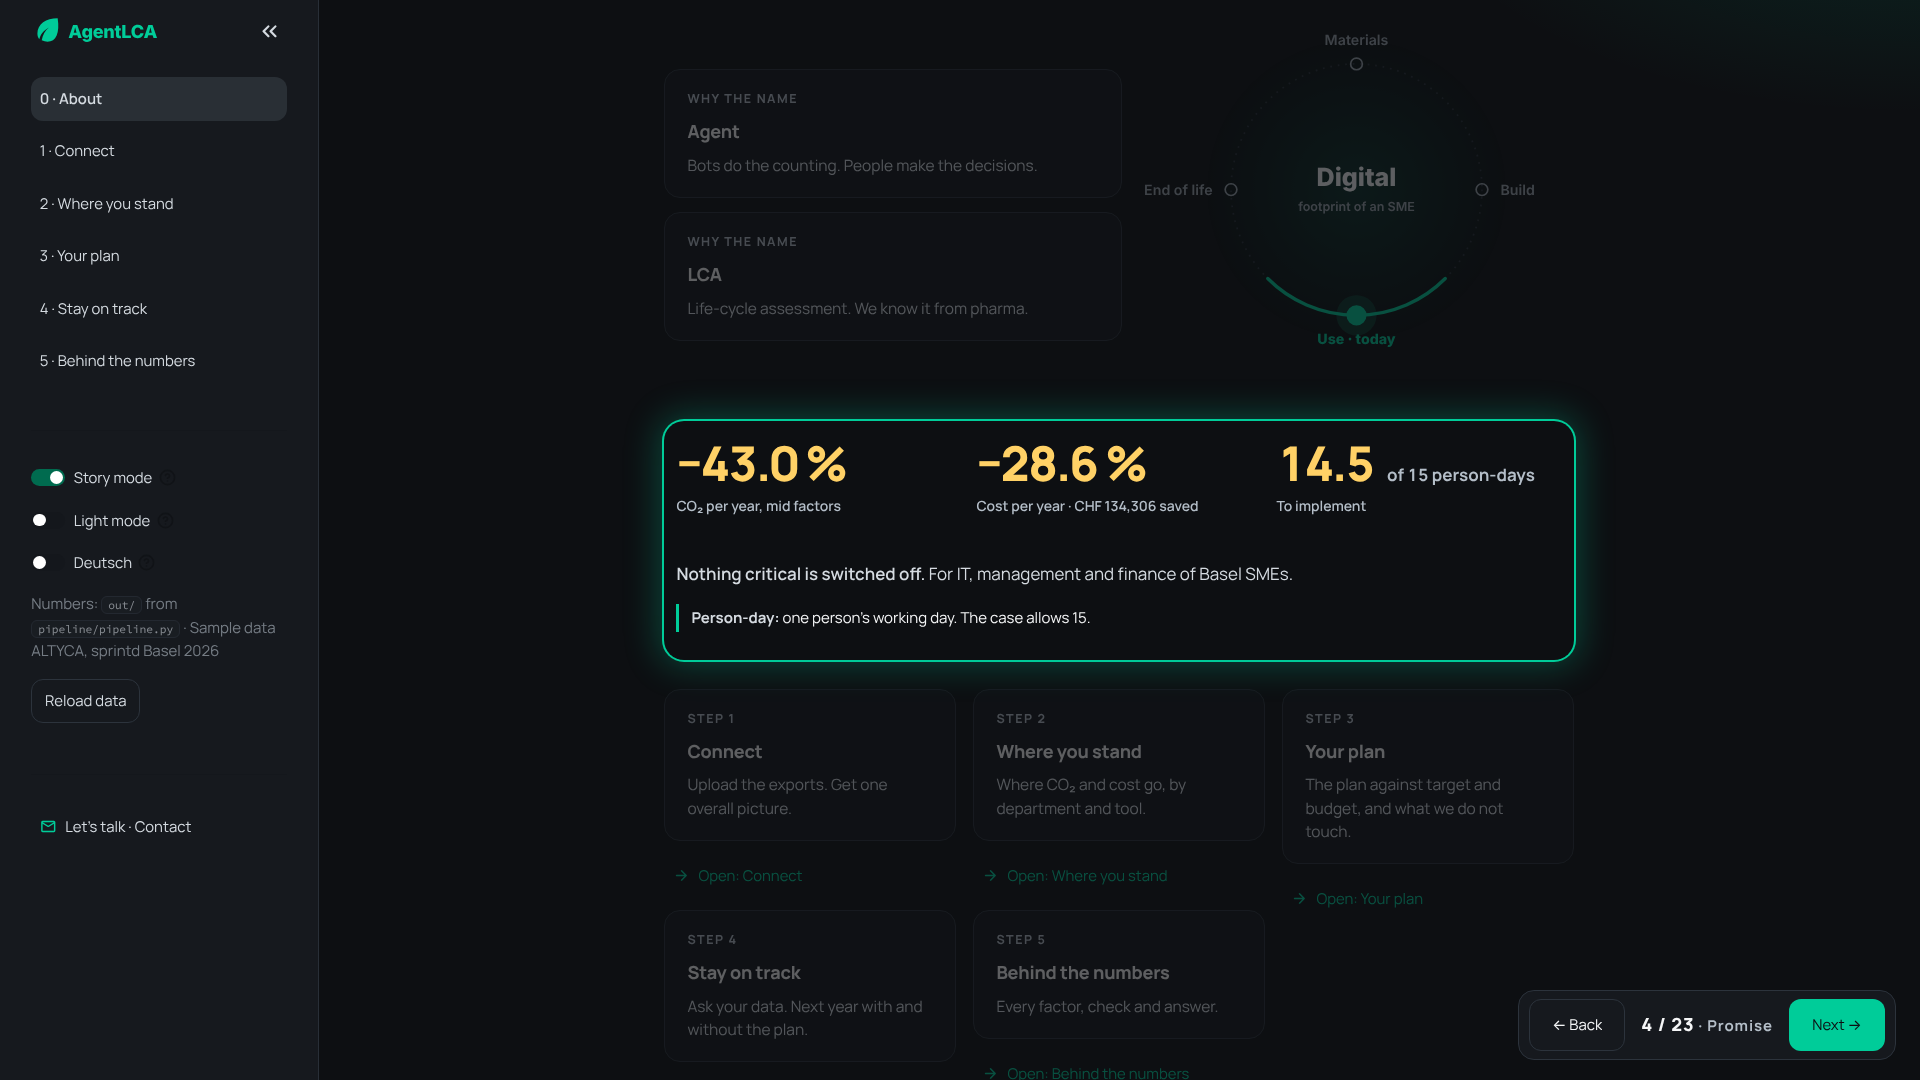 AgentLCA
0 · About
1 · Connect
2 · Where you stand
3 · Your plan
4 · Stay on track
5 · Behind the numbers
Story mode
Light mode
Deutsch
Numbers: out/ from
pipeline/pipeline.py · Sample data
ALTYCA, sprintd Basel 2026
Reload data
Let's talk · Contact
WHY THE NAME
Agent
Bots do the counting. People make the decisions.
WHY THE NAME
LCA
Life-cycle assessment. We know it from pharma.
Materials
End of life
Digital
footprint of an SME
Build
Use · today
−43.0 %
CO₂ per year, mid factors
−28.6 %
Cost per year · CHF 134,306 saved
14.5 of 15 person-days
To implement
Nothing critical is switched off. For IT, management and finance of Basel SMEs.
Person-day: one person's working day. The case allows 15.
STEP 1
Connect
Upload the exports. Get one
overall picture.
→ Open: Connect
STEP 2
Where you stand
Where CO₂ and cost go, by
department and tool.
→ Open: Where you stand
STEP 3
Your plan
The plan against target and
budget, and what we do not
touch.
→ Open: Your plan
STEP 4
Stay on track
Ask your data. Next year with and
without the plan.
STEP 5
Behind the numbers
Every factor, check and answer.
→ Open: Behind the numbers
← Back
4 / 23 · Promise
Next →